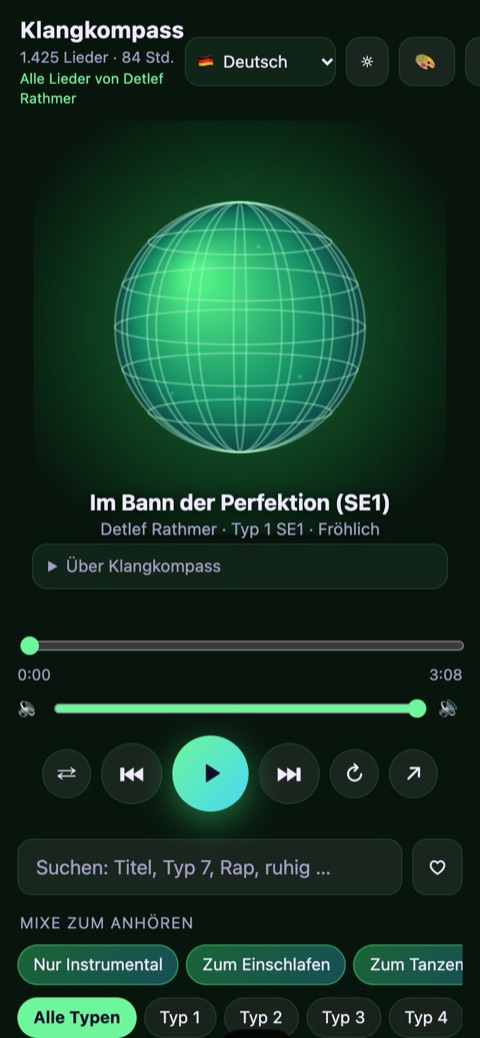 Klangkompass
1.425 Lieder · 84 Std.
Alle Lieder von Detlef
Rathmer
Deutsch
Im Bann der Perfektion (SE1)
Detlef Rathmer · Typ 1 SE1 · Fröhlich
Über Klangkompass
0:00
3:08
Suchen: Titel, Typ 7, Rap, ruhig ...
MIXE ZUM ANHÖREN
Nur Instrumental
Zum Einschlafen
Zum Tanzen
Alle Typen
Typ 1
Typ 2
Typ 3
Typ 4